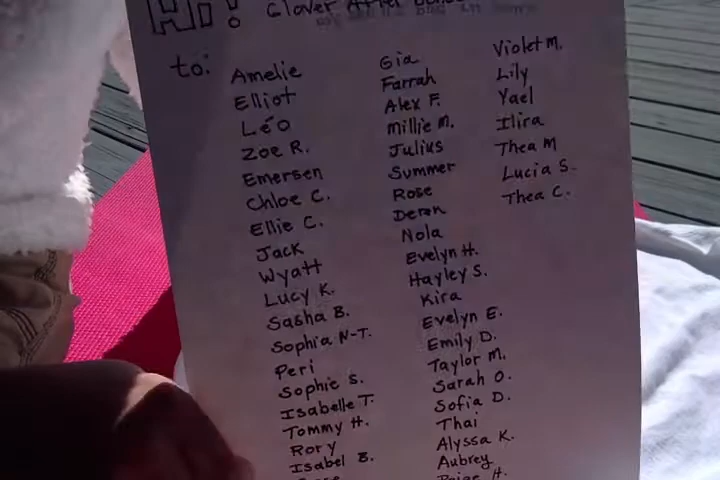 HI!
Clover After
to:
Amelie
Elliot
Léo
Zoe R.
Emersen
Chloe C.
Ellie C.
Jack
Wyatt
Lucy K.
Sasha B.
Sophia N-T.
Peri
Sophie S.
Isabelle T.
Tommy H.
Rory
Isabel B.
Gia
Farrah
Alex F.
Millie M.
Julius
Summer
Rose
Deren
Nola
Evelyn H.
Hayley S.
Kira
Evelyn E.
Emily D.
Taylor M.
Sarah O.
Sofia D.
Thai
Alyssa K.
Aubrey
Paige H.
Violet M.
Lily
Yael
Ilira
Thea M
Lucia S.
Thea C.